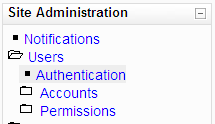 Site Administration
Notifications
Users
Authentication
Accounts
Permissions